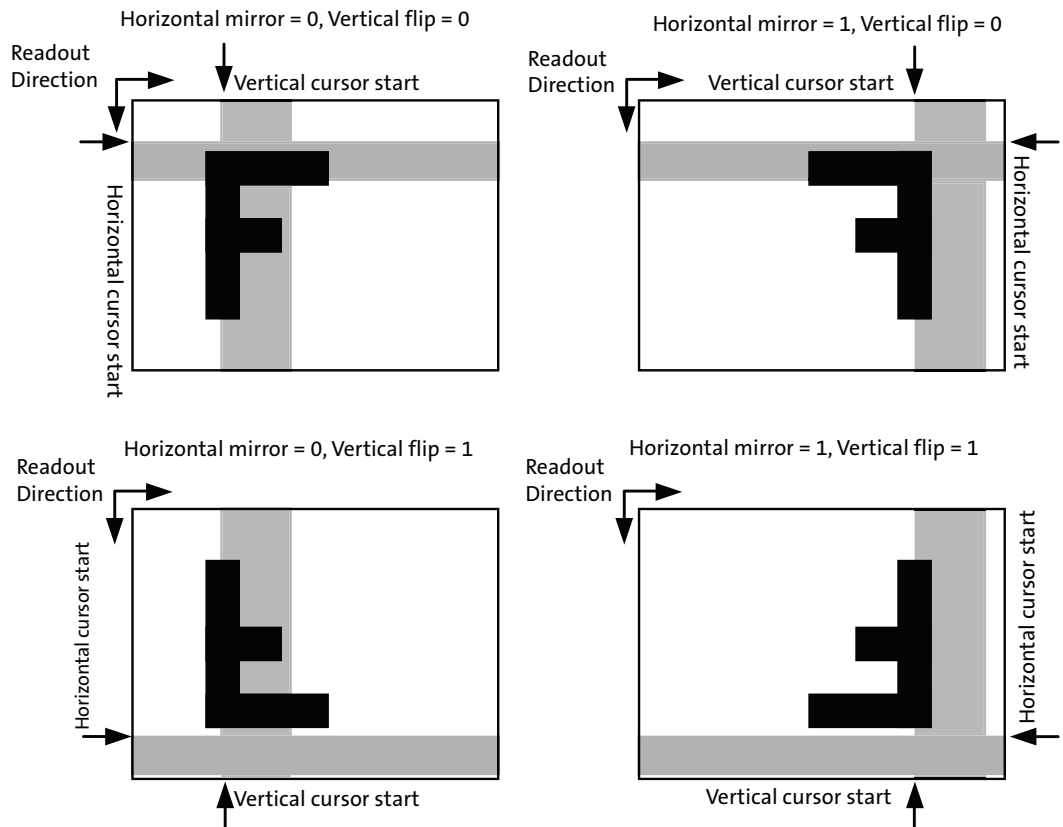 Horizontal mirror = 0, Vertical flip = 0
Readout
Direction
Vertical cursor start
Horizontal cursor start
Horizontal mirror = 1, Vertical flip = 0
Readout
Direction
Vertical cursor start
Horizontal cursor start
Horizontal mirror = 0, Vertical flip = 1
Readout
Direction
Horizontal cursor start
Vertical cursor start
Horizontal mirror = 1, Vertical flip = 1
Readout
Direction
Horizontal cursor start
Vertical cursor start